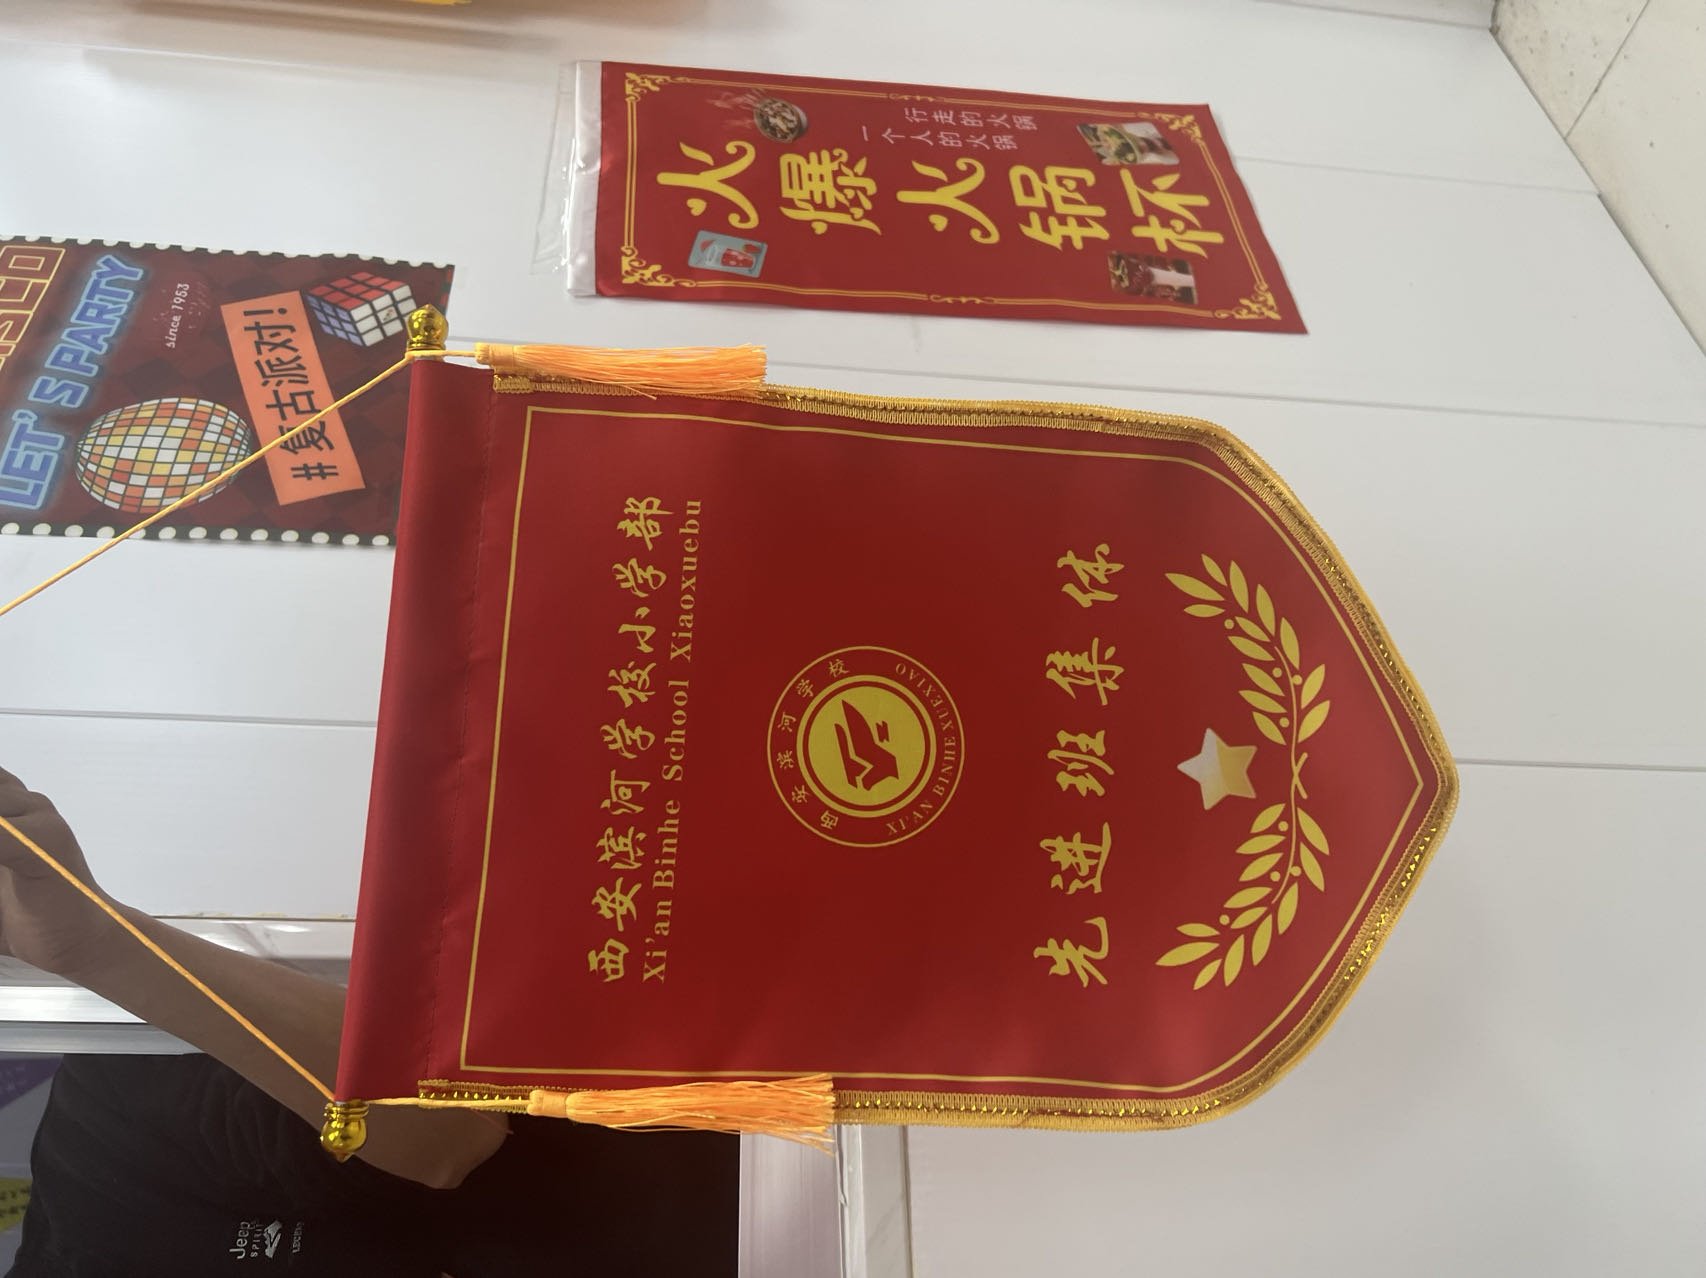 西安滨河学校小学部
Xi'an Binhe School Xiaoxuebu
西安滨河学校
XI'AN BINHE XUEXIAO
先进班集体
行走的火锅
一个人的火锅
火爆火锅杯
LET'S PARTY
since 1953
#复古派对!
Jeep
SPIRIT